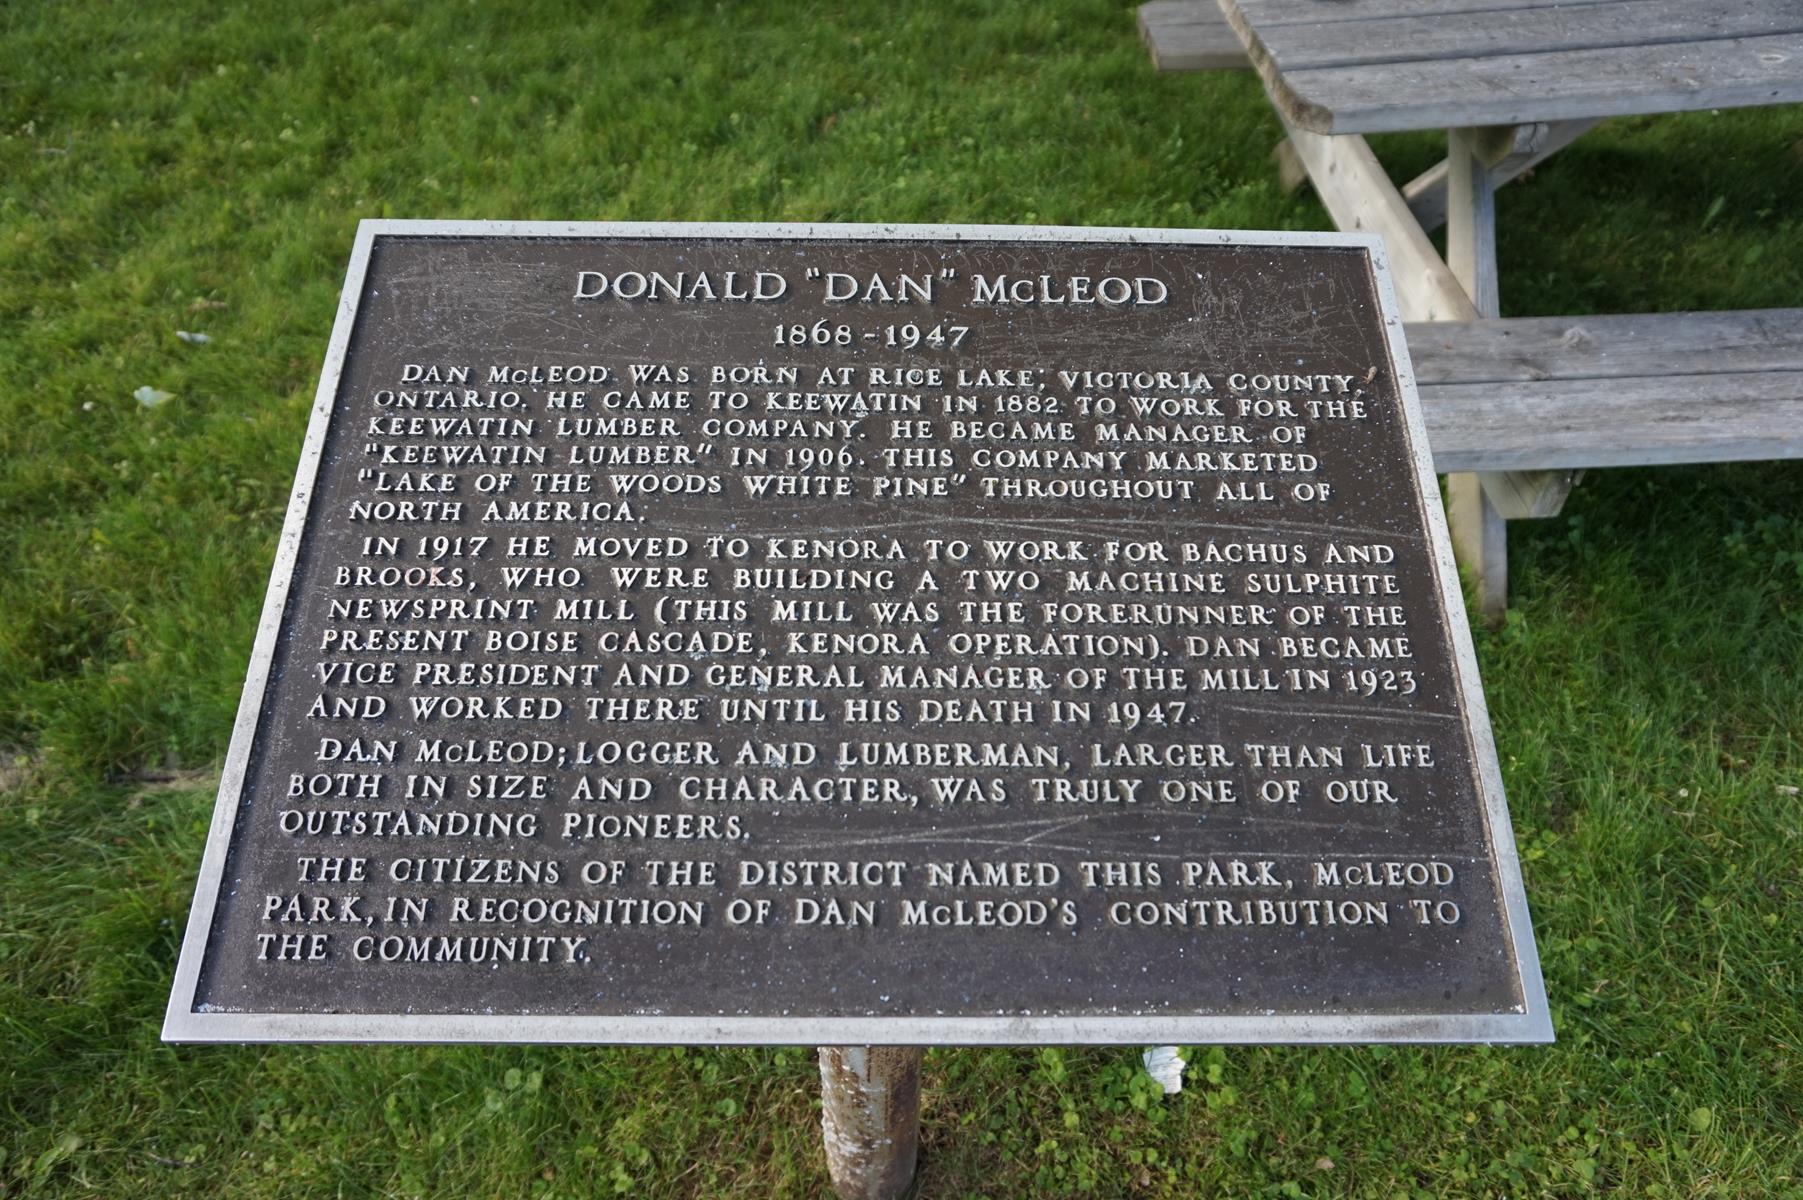 DONALD "DAN" McLEOD
1868-1947
DAN McLEOD WAS BORN AT RICE LAKE, VICTORIA COUNTY,
ONTARIO. HE CAME TO KEEWATIN IN 1882 TO WORK FOR THE
KEEWATIN LUMBER COMPANY. HE BECAME MANAGER OF
"KEEWATIN LUMBER" IN 1906. THIS COMPANY MARKETED
"LAKE OF THE WOODS WHITE PINE" THROUGHOUT ALL OF
NORTH AMERICA.
IN 1917 HE MOVED TO KENORA TO WORK FOR BACHUS AND
BROOKS, WHO WERE BUILDING A TWO MACHINE SULPHITE
NEWSPRINT MILL (THIS MILL WAS THE FORERUNNER OF THE
PRESENT BOISE CASCADE, KENORA OPERATION). DAN BECAME
VICE PRESIDENT AND GENERAL MANAGER OF THE MILL IN 1923
AND WORKED THERE UNTIL HIS DEATH IN 1947.
DAN McLEOD; LOGGER AND LUMBERMAN, LARGER THAN LIFE
BOTH IN SIZE AND CHARACTER, WAS TRULY ONE OF OUR
OUTSTANDING PIONEERS.
THE CITIZENS OF THE DISTRICT NAMED THIS PARK, McLEOD
PARK, IN RECOGNITION OF DAN McLEOD'S CONTRIBUTION TO
THE COMMUNITY.